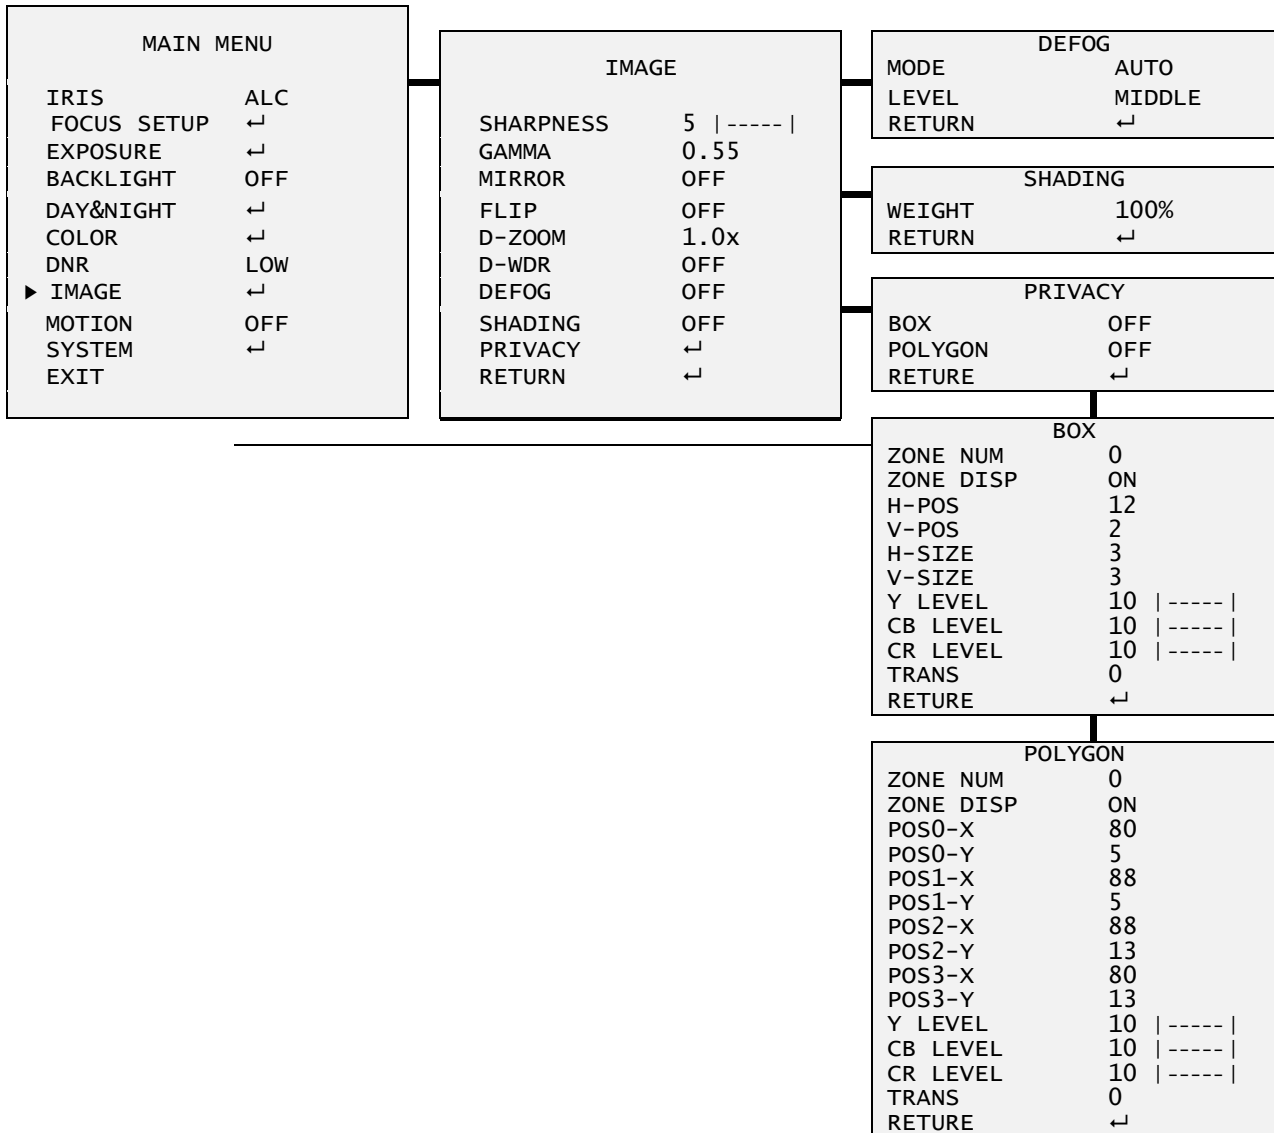 MAIN MENU
IRIS ALC
FOCUS SETUP ↵
EXPOSURE ↵
BACKLIGHT OFF
DAY&NIGHT ↵
COLOR ↵
DNR LOW
▶ IMAGE ↵
MOTION OFF
SYSTEM ↵
EXIT
IMAGE
SHARPNESS 5 |-----|
GAMMA 0.55
MIRROR OFF
FLIP OFF
D-ZOOM 1.0x
D-WDR OFF
DEFOG OFF
SHADING OFF
PRIVACY ↵
RETURN ↵
DEFOG
MODE AUTO
LEVEL MIDDLE
RETURN ↵
SHADING
WEIGHT 100%
RETURN ↵
PRIVACY
BOX OFF
POLYGON OFF
RETURE ↵
BOX
ZONE NUM 0
ZONE DISP ON
H-POS 12
V-POS 2
H-SIZE 3
V-SIZE 3
Y LEVEL 10 |-----|
CB LEVEL 10 |-----|
CR LEVEL 10 |-----|
TRANS 0
RETURE ↵
POLYGON
ZONE NUM 0
ZONE DISP ON
POS0-X 80
POS0-Y 5
POS1-X 88
POS1-Y 5
POS2-X 88
POS2-Y 13
POS3-X 80
POS3-Y 13
Y LEVEL 10 |-----|
CB LEVEL 10 |-----|
CR LEVEL 10 |-----|
TRANS 0
RETURE ↵